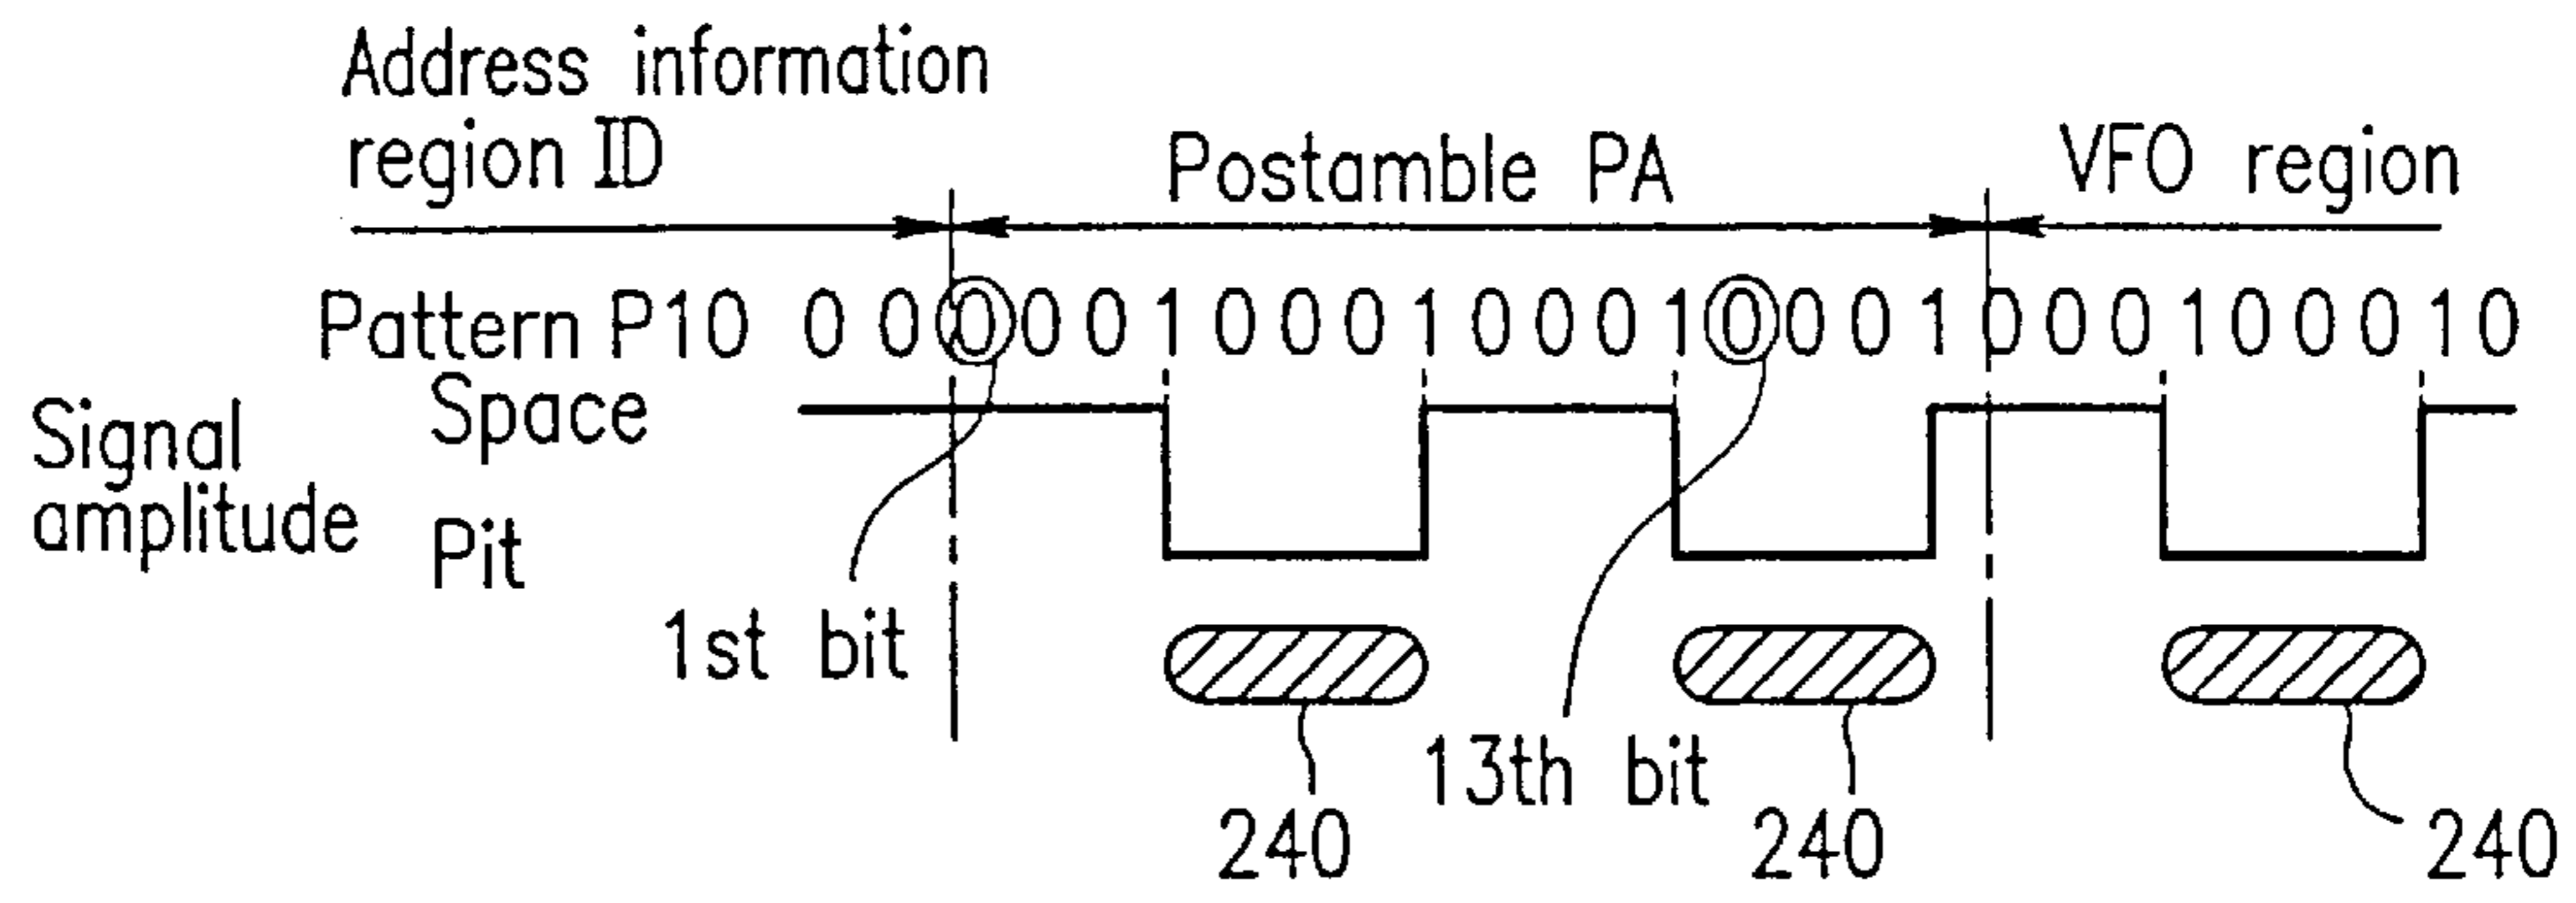 Address information
region ID
Postamble PA
VFO region
Pattern P10 0 0 0 0 0 1 0 0 0 1 0 0 0 1 0 0 0 1 0 0 0 1 0 0 0 1 0
Space
Signal
amplitude
Pit
1st bit
13th bit
240
240
240